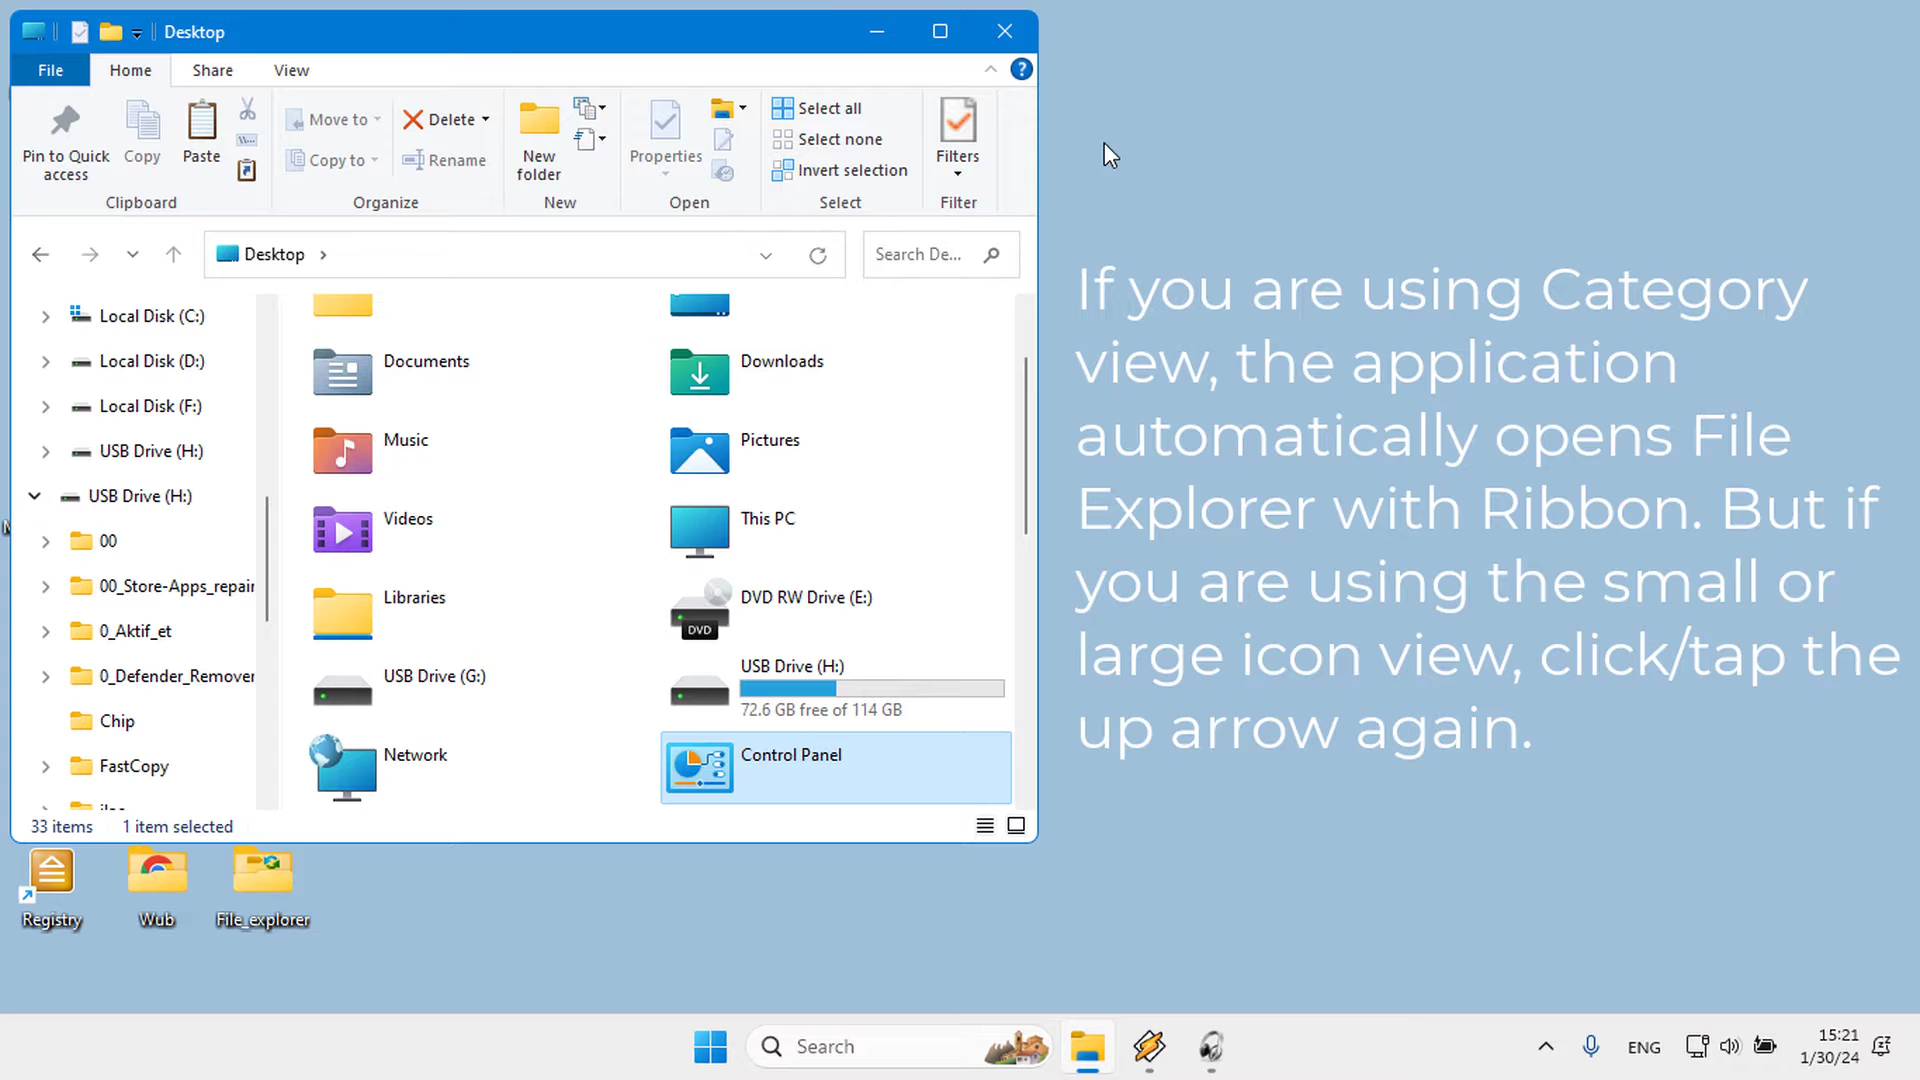 Desktop
File
Home
Share
View
Pin to Quick
access
Copy
Paste
Clipboard
Move to
Copy to
Delete
Rename
Organize
New
folder
New
Properties
Open
Select all
Select none
Invert selection
Select
Filters
Filter
Desktop
Search De...
Local Disk (C:)
Local Disk (D:)
Local Disk (F:)
USB Drive (H:)
USB Drive (H:)
00
00_Store-Apps_repair
0_Aktif_et
0_Defender_Remover
Chip
FastCopy
Documents
Downloads
Music
Pictures
Videos
This PC
Libraries
DVD RW Drive (E:)
DVD
USB Drive (G:)
USB Drive (H:)
72.6 GB free of 114 GB
Network
Control Panel
33 items
1 item selected
If you are using Category
view, the application
automatically opens File
Explorer with Ribbon. But if
you are using the small or
large icon view, click/tap the
up arrow again.
Registry
Wub
File_explorer
Search
ENG
15:21
1/30/24